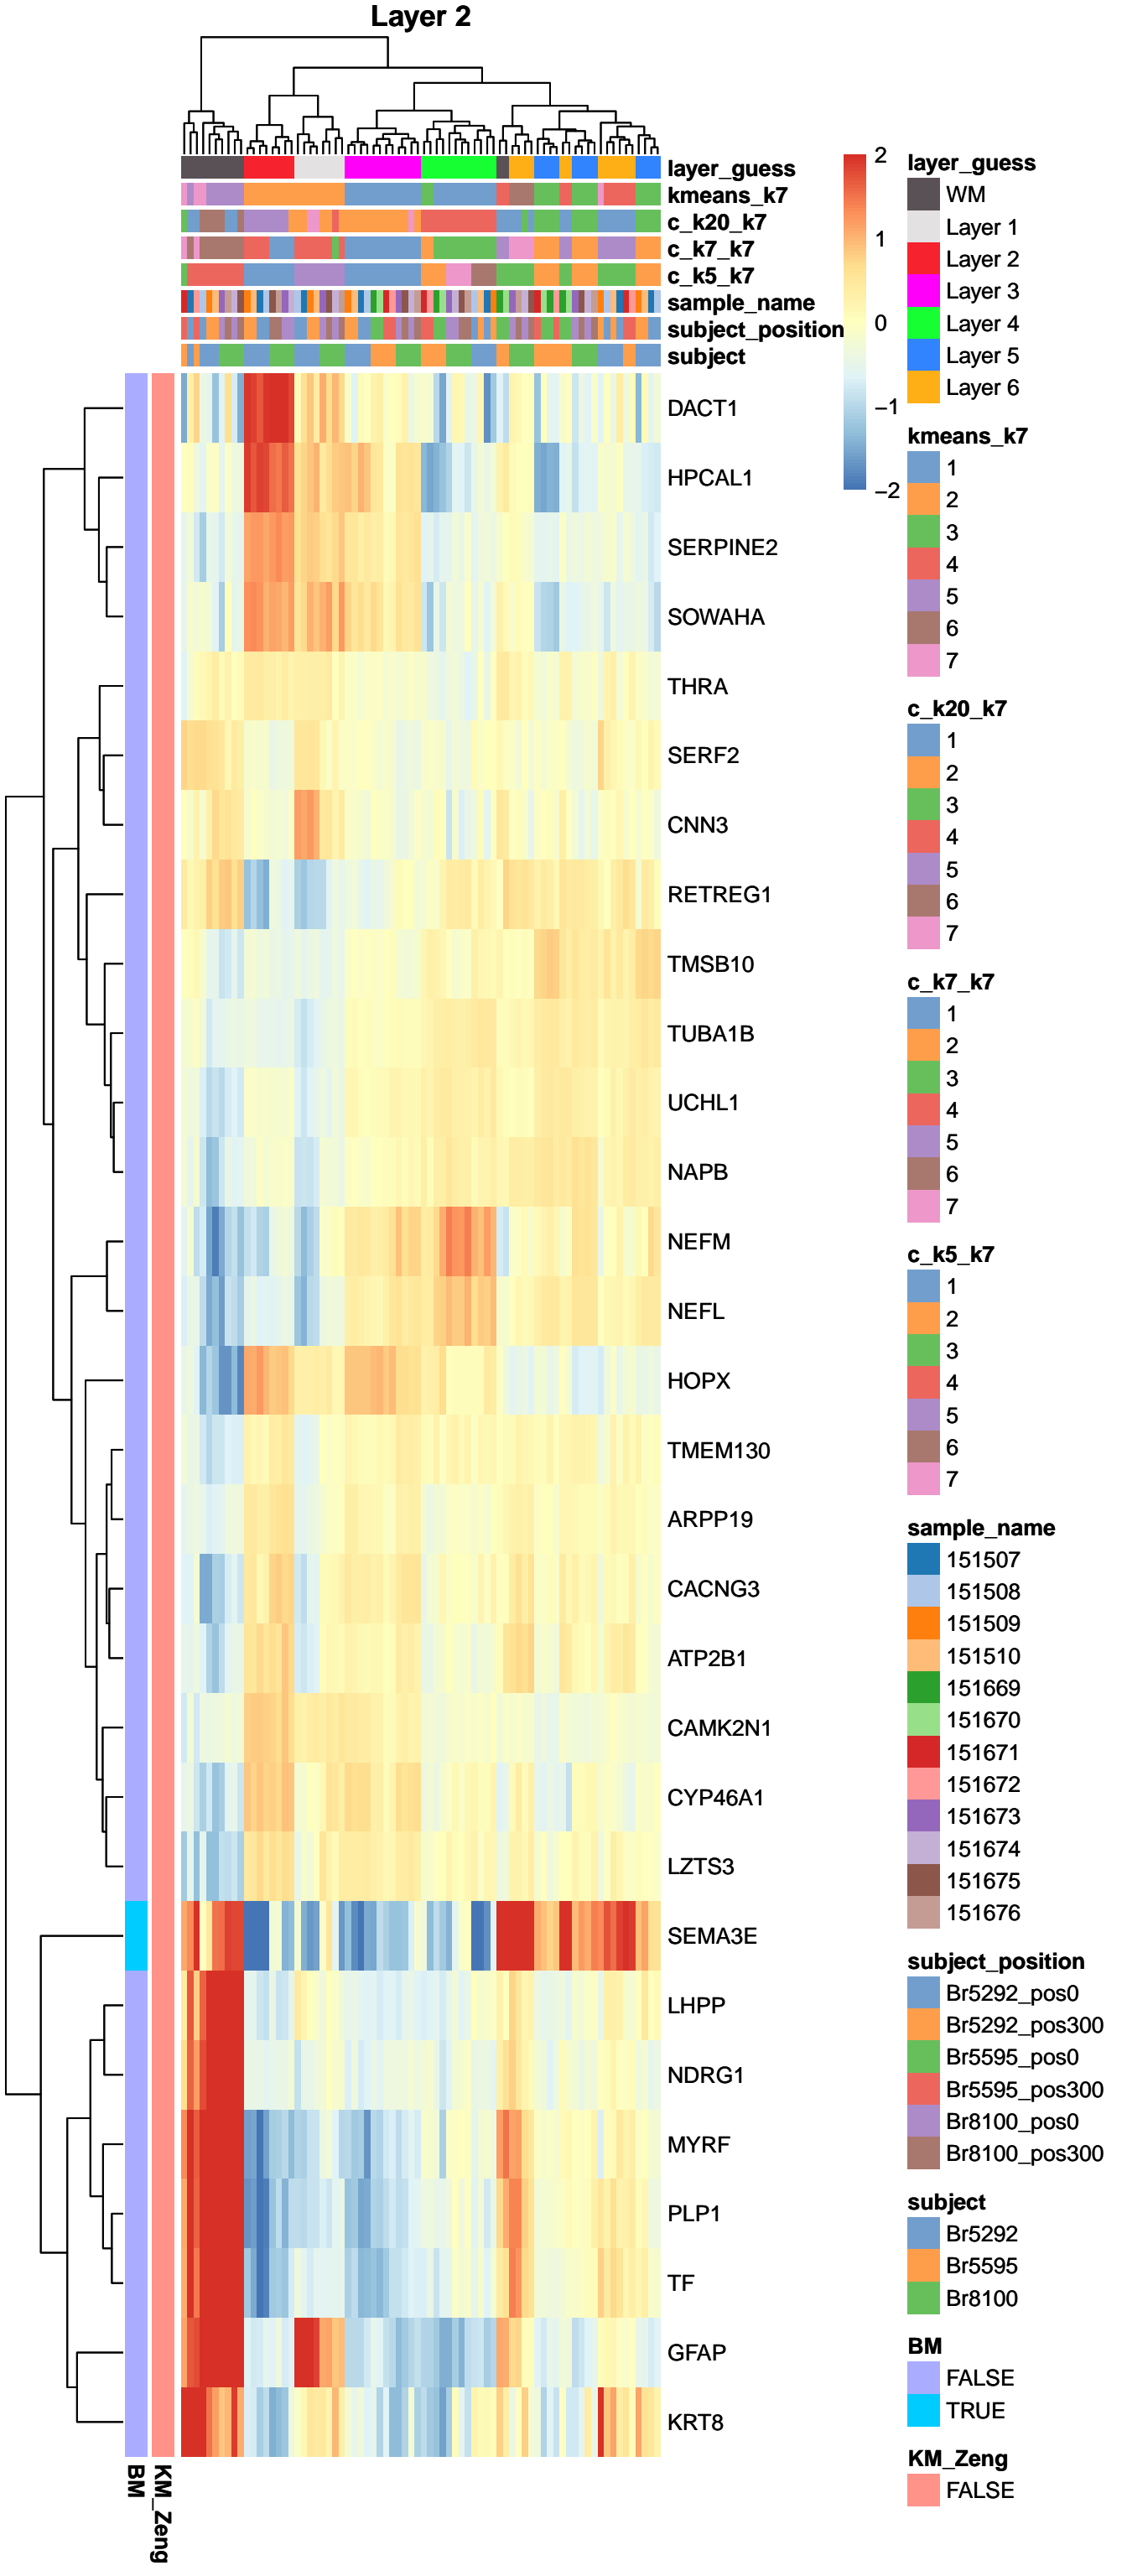 Layer 2
layer_guess
kmeans_k7
c_k20_k7
c_k7_k7
c_k5_k7
sample_name
subject_position
subject
DACT1
HPCAL1
SERPINE2
SOWAHA
THRA
SERF2
CNN3
RETREG1
TMSB10
TUBA1B
UCHL1
NAPB
NEFM
NEFL
HOPX
TMEM130
ARPP19
CACNG3
ATP2B1
CAMK2N1
CYP46A1
LZTS3
SEMA3E
LHPP
NDRG1
MYRF
PLP1
TF
GFAP
KRT8
BM
KM_Zeng
2
1
0
−1
−2
layer_guess
WM
Layer 1
Layer 2
Layer 3
Layer 4
Layer 5
Layer 6
kmeans_k7
1
2
3
4
5
6
7
c_k20_k7
1
2
3
4
5
6
7
c_k7_k7
1
2
3
4
5
6
7
c_k5_k7
1
2
3
4
5
6
7
sample_name
151507
151508
151509
151510
151669
151670
151671
151672
151673
151674
151675
151676
subject_position
Br5292_pos0
Br5292_pos300
Br5595_pos0
Br5595_pos300
Br8100_pos0
Br8100_pos300
subject
Br5292
Br5595
Br8100
BM
FALSE
TRUE
KM_Zeng
FALSE